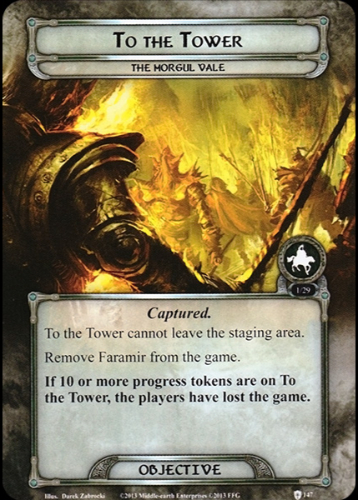 To the Tower
The Morgul Vale
1/29
Captured.
To the Tower cannot leave the staging area.
Remove Faramir from the game.
If 10 or more progress tokens are on To
the Tower, the players have lost the game.
Objective
Illus. Darek Zabrocki ©2013 Middle-earth Enterprises ©2013 FFG 147